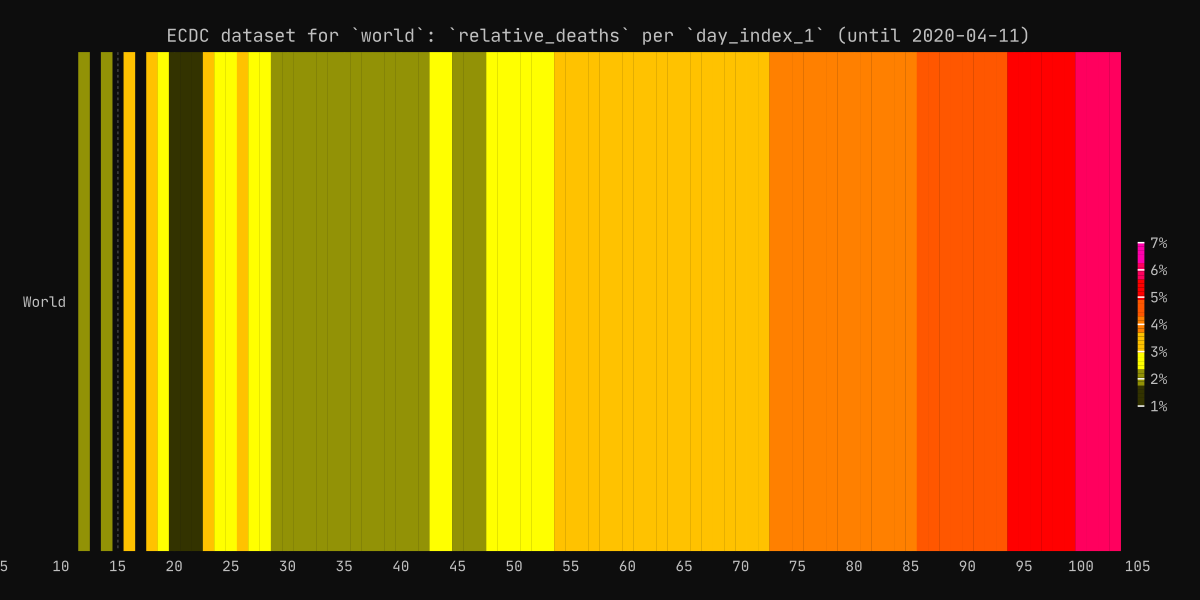 ECDC dataset for `world`: `relative_deaths` per `day_index_1` (until 2020-04-11)
World
7%
6%
5%
4%
3%
2%
1%
5 10 15 20 25 30 35 40 45 50 55 60 65 70 75 80 85 90 95 100 105